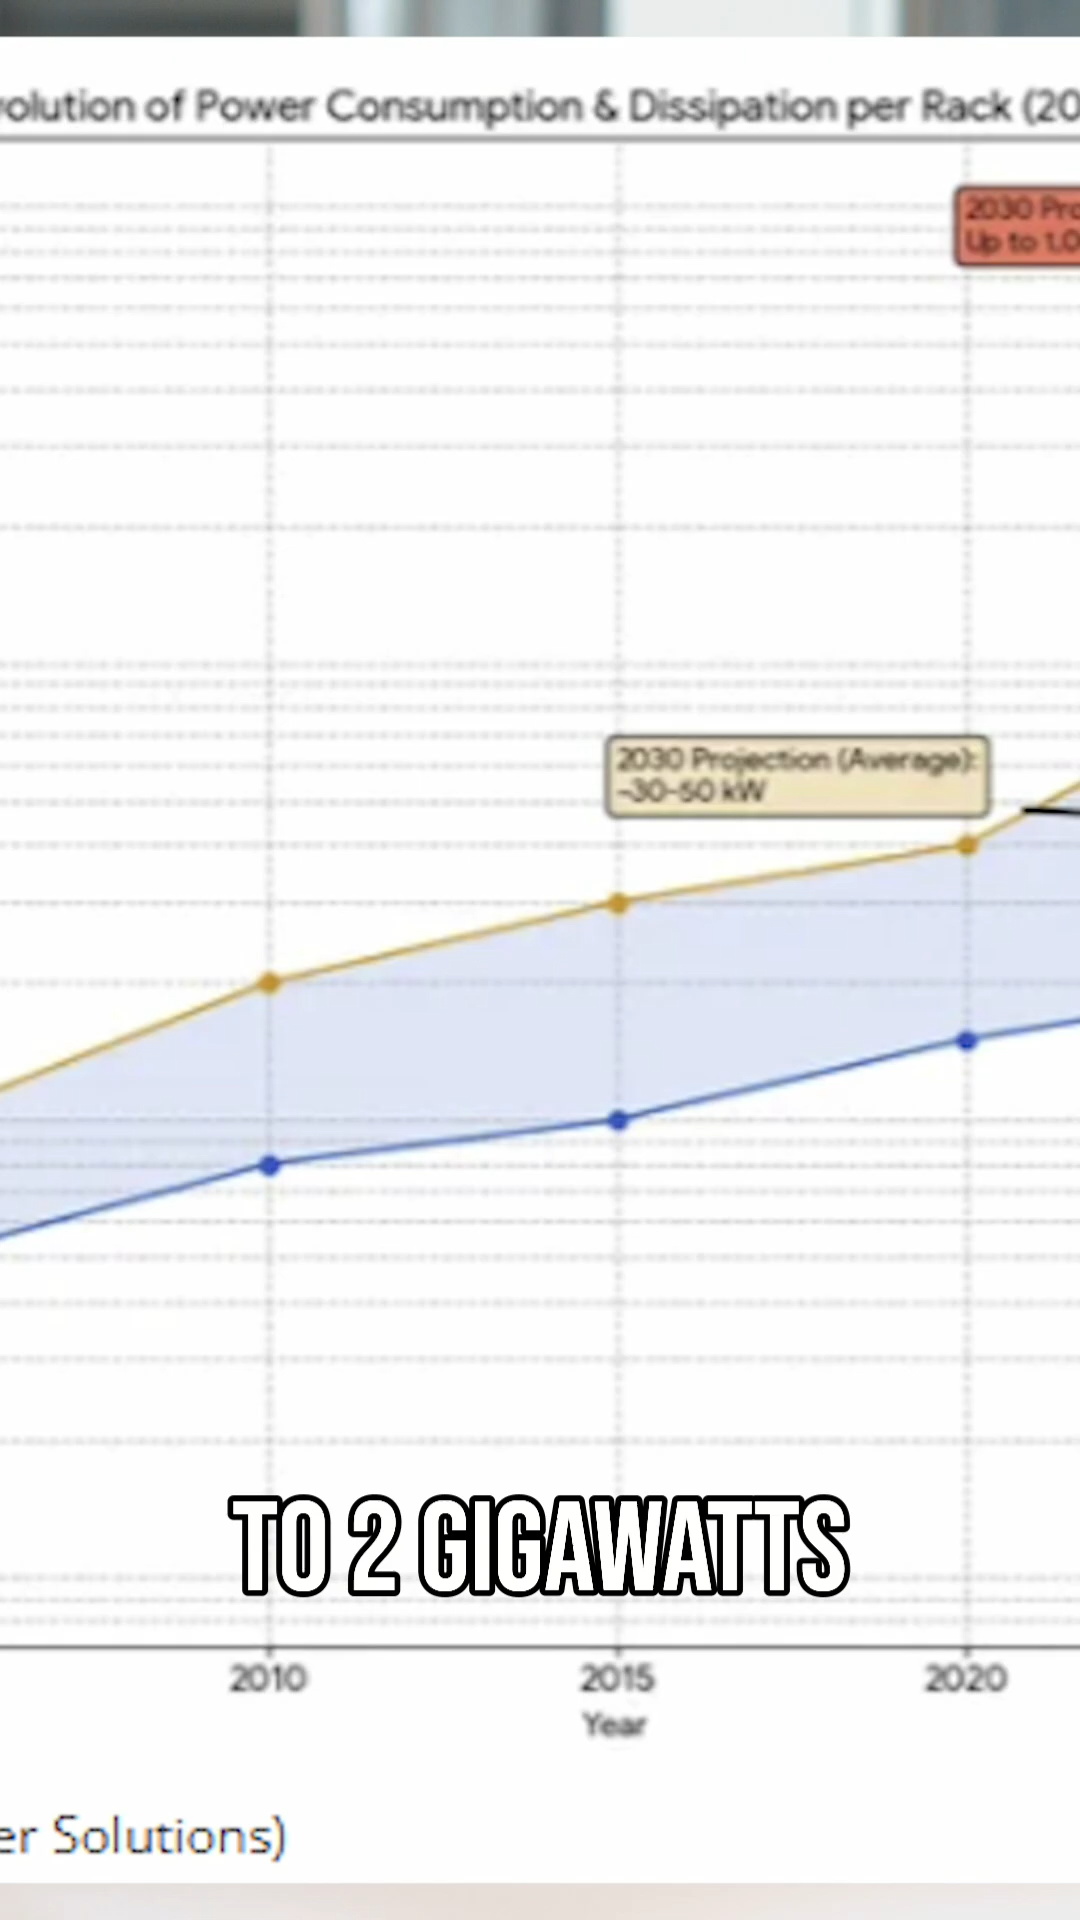 volution of Power Consumption & Dissipation per Rack (20
2030 Pro
Up to 1.0
2030 Projection (Average):
~30-50 kW
TO 2 GIGAWATTS
2010
2015
2020
Year
er Solutions)